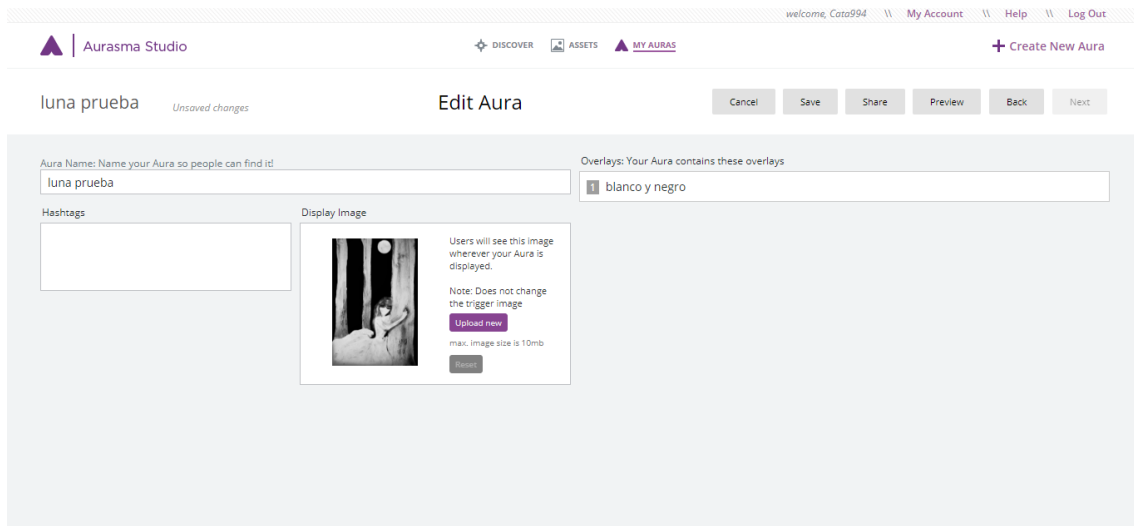 welcome, Cata994 \\ My Account \\ Help \\ Log Out
Aurasma Studio
DISCOVER ASSETS MY AURAS
+ Create New Aura
luna prueba Unsaved changes
Edit Aura
Cancel Save Share Preview Back Next
Aura Name: Name your Aura so people can find it!
luna prueba
Overlays: Your Aura contains these overlays
1 blanco y negro
Hashtags
Display Image
Users will see this image
wherever your Aura is
displayed.
Note: Does not change
the trigger image
Upload new
max. image size is 10mb
Reset